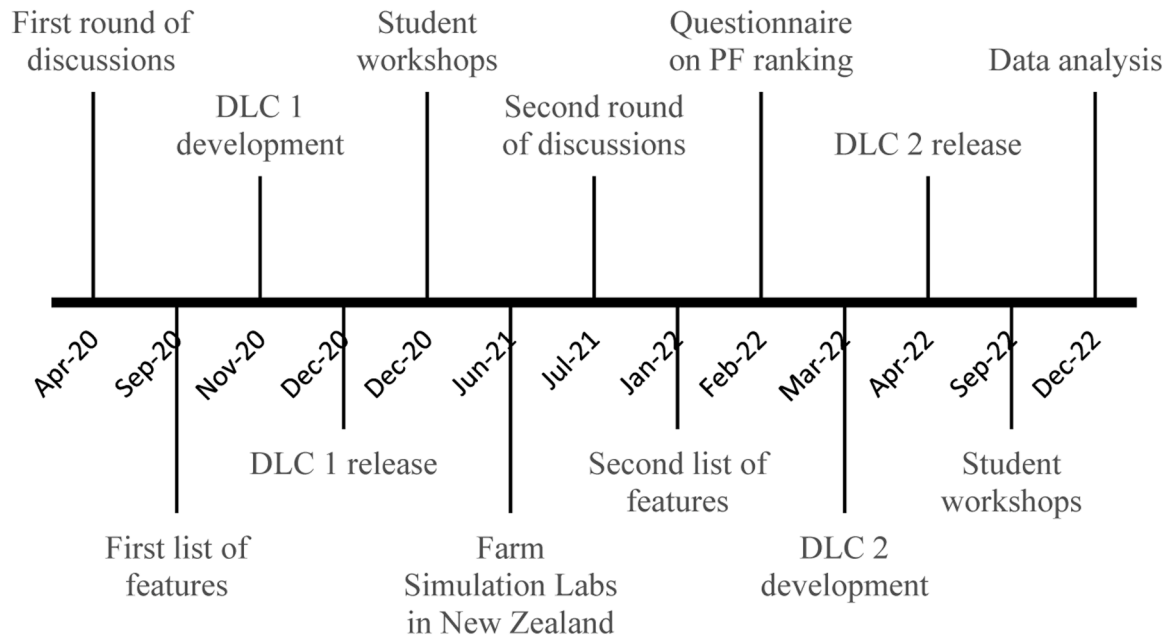 First round of
discussions
Student
workshops
Questionnaire
on PF ranking
Data analysis
DLC 1
development
Second round
of discussions
DLC 2 release
Apr-20
Sep-20
Nov-20
Dec-20
Dec-20
Jun-21
Jul-21
Jan-22
Feb-22
Mar-22
Apr-22
Sep-22
Dec-22
DLC 1 release
Second list of
features
Student
workshops
First list of
features
Farm
Simulation Labs
in New Zealand
DLC 2
development